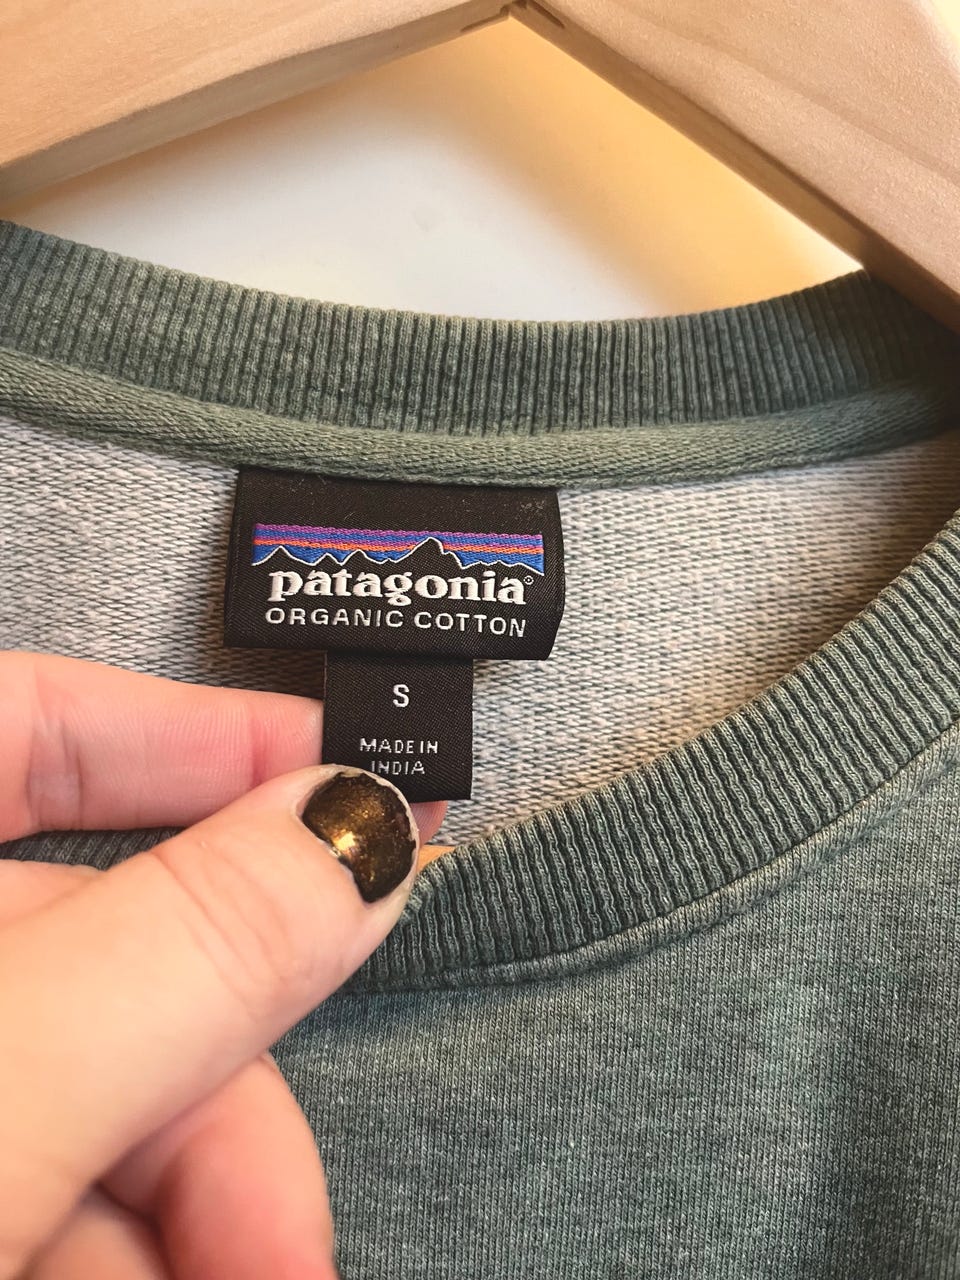 patagonia®
ORGANIC COTTON
S
MADE IN
INDIA